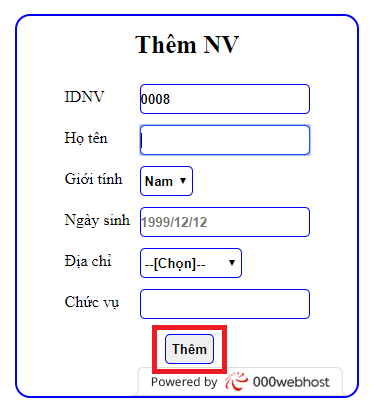 Thêm NV
IDNV 0008
Họ tên
Giới tính Nam
Ngày sinh 1999/12/12
Địa chỉ --[Chọn]--
Chức vụ
Thêm
Powered by 000webhost